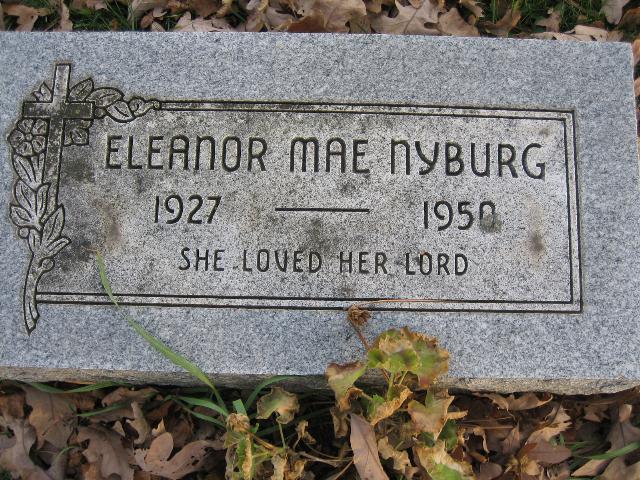 ELEANOR MAE NYBURG
1927 — 1950
SHE LOVED HER LORD